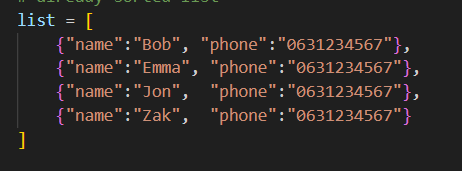 # already sorted list
list = [
    {"name":"Bob", "phone":"0631234567"},
    {"name":"Emma", "phone":"0631234567"},
    {"name":"Jon",  "phone":"0631234567"},
    {"name":"Zak",  "phone":"0631234567"}
]